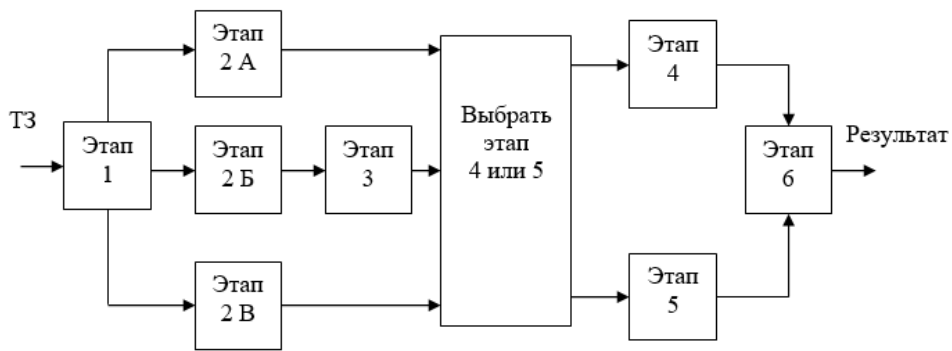 ТЗ
Этап
1
Этап
2 А
Этап
2 Б
Этап
3
Этап
2 В
Выбрать
этап
4 или 5
Этап
4
Этап
5
Этап
6
Результат